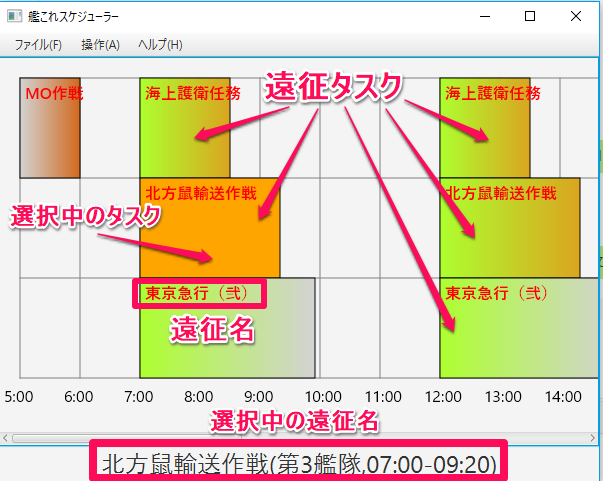 艦これスケジューラー
ファイル(F) 操作(A) ヘルプ(H)
MO作戦 海上護衛任務 遠征タスク 海上護衛任務
北方鼠輸送作戦 北方鼠輸送作戦
選択中のタスク
東京急行（弐） 東京急行（弐）
遠征名
5:00 6:00 7:00 8:00 9:00 10:00 11:00 12:00 13:00 14:00
選択中の遠征名
北方鼠輸送作戦(第3艦隊,07:00-09:20)